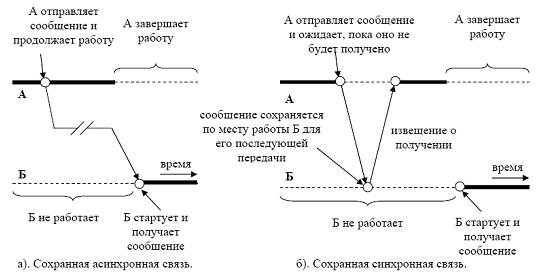 А отправляет
сообщение и
продолжает работу
А завершает
работу
А
время
Б
Б не работает
Б стартует и
получает
сообщение
а). Сохранная асинхронная связь.
А отправляет сообщение
и ожидает, пока оно не
будет получено
А завершает
работу
А
сообщение сохраняется
по месту работы Б для
его последующей
передачи
извещение о
получении
время
Б
Б не работает
Б стартует и
получает
сообщение
б). Сохранная синхронная связь.